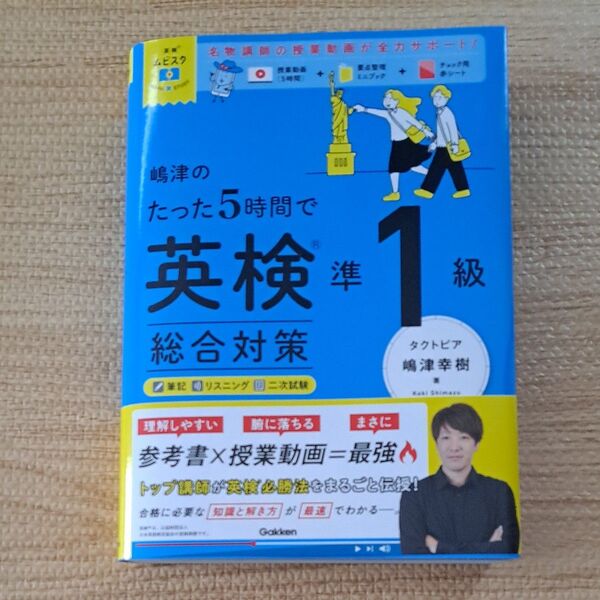 英検®
ムビスタ
MOVIE × STUDY
名物講師の授業動画が全力サポート!
授業動画
(5時間)
+
要点整理
ミニブック
+
チェック用
赤シート
嶋津の
たった5時間で
英検®準1級
総合対策
筆記 リスニング 二次試験
タクトピア
嶋津幸樹
著
Koki Shimazu
理解しやすい 腑に落ちる まさに
参考書×授業動画=最強
トップ講師が英検必勝法をまるごと伝授!
合格に必要な 知識と解き方 が 最速 でわかる——。
Gakken